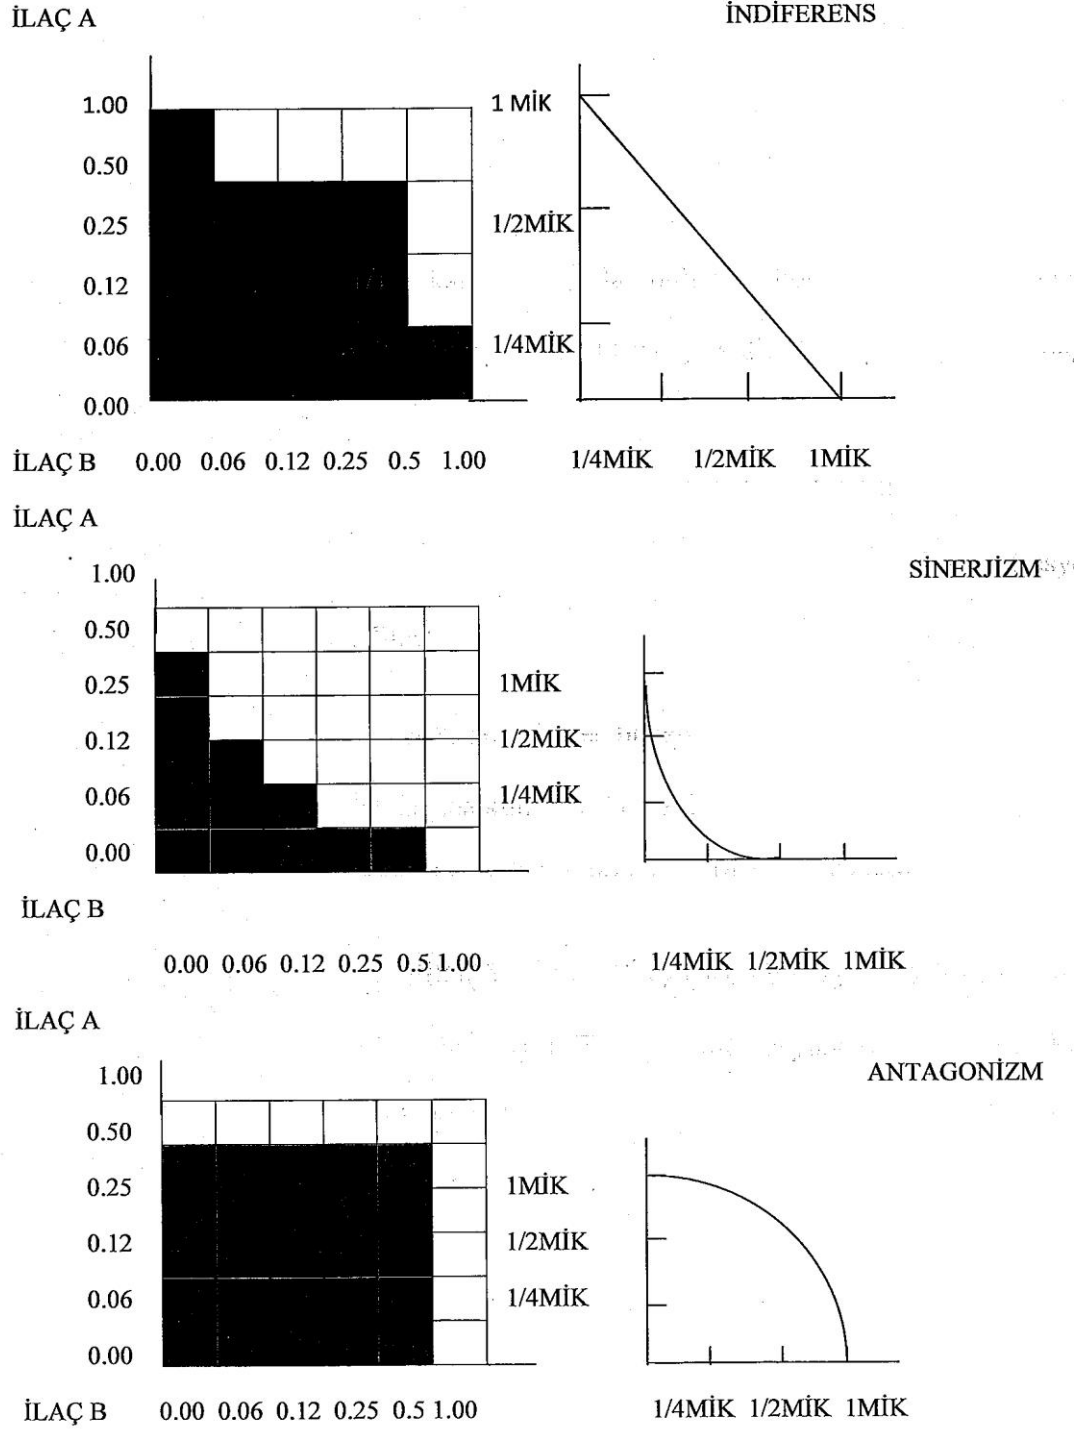 İLAÇ A
İNDİFERENS
1.00
0.50
0.25
0.12
0.06
0.00
1 MİK
1/2MİK
1/4MİK
İLAÇ B 0.00 0.06 0.12 0.25 0.5 1.00
1/4MİK 1/2MİK 1MİK
İLAÇ A
SİNERJİZM
1.00
0.50
0.25
0.12
0.06
0.00
1MİK
1/2MİK
1/4MİK
İLAÇ B
0.00 0.06 0.12 0.25 0.5 1.00
1/4MİK 1/2MİK 1MİK
İLAÇ A
ANTAGONİZM
1.00
0.50
0.25
0.12
0.06
0.00
1MİK
1/2MİK
1/4MİK
İLAÇ B 0.00 0.06 0.12 0.25 0.5 1.00
1/4MİK 1/2MİK 1MİK